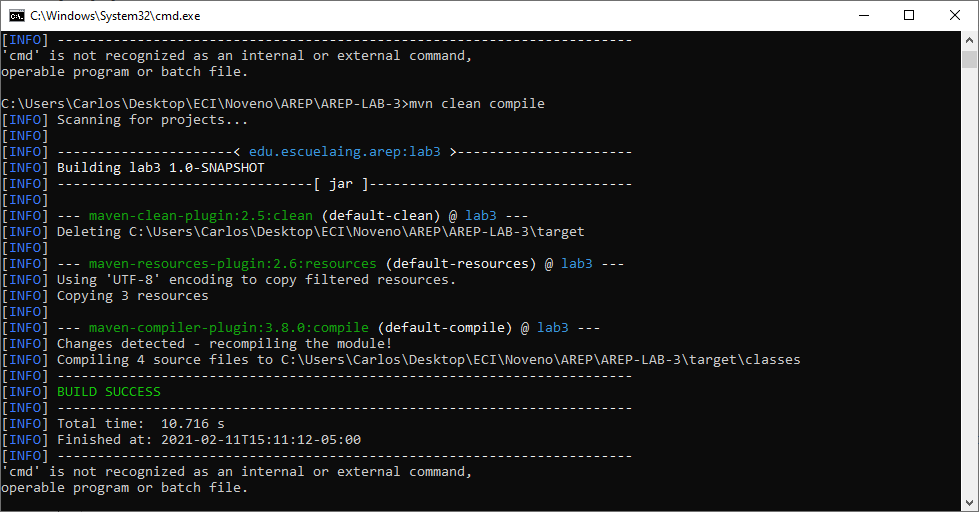 C:\Windows\System32\cmd.exe
[INFO] ------------------------------------------------------------------------
'cmd' is not recognized as an internal or external command,
operable program or batch file.
C:\Users\Carlos\Desktop\ECI\Noveno\AREP\AREP-LAB-3>mvn clean compile
[INFO] Scanning for projects...
[INFO]
[INFO] ----------------------< edu.escuelaing.arep:lab3 >----------------------
[INFO] Building lab3 1.0-SNAPSHOT
[INFO] --------------------------------[ jar ]---------------------------------
[INFO]
[INFO] --- maven-clean-plugin:2.5:clean (default-clean) @ lab3 ---
[INFO] Deleting C:\Users\Carlos\Desktop\ECI\Noveno\AREP\AREP-LAB-3\target
[INFO]
[INFO] --- maven-resources-plugin:2.6:resources (default-resources) @ lab3 ---
[INFO] Using 'UTF-8' encoding to copy filtered resources.
[INFO] Copying 3 resources
[INFO]
[INFO] --- maven-compiler-plugin:3.8.0:compile (default-compile) @ lab3 ---
[INFO] Changes detected - recompiling the module!
[INFO] Compiling 4 source files to C:\Users\Carlos\Desktop\ECI\Noveno\AREP\AREP-LAB-3\target\classes
[INFO] ------------------------------------------------------------------------
[INFO] BUILD SUCCESS
[INFO] ------------------------------------------------------------------------
[INFO] Total time:  10.716 s
[INFO] Finished at: 2021-02-11T15:11:12-05:00
[INFO] ------------------------------------------------------------------------
'cmd' is not recognized as an internal or external command,
operable program or batch file.